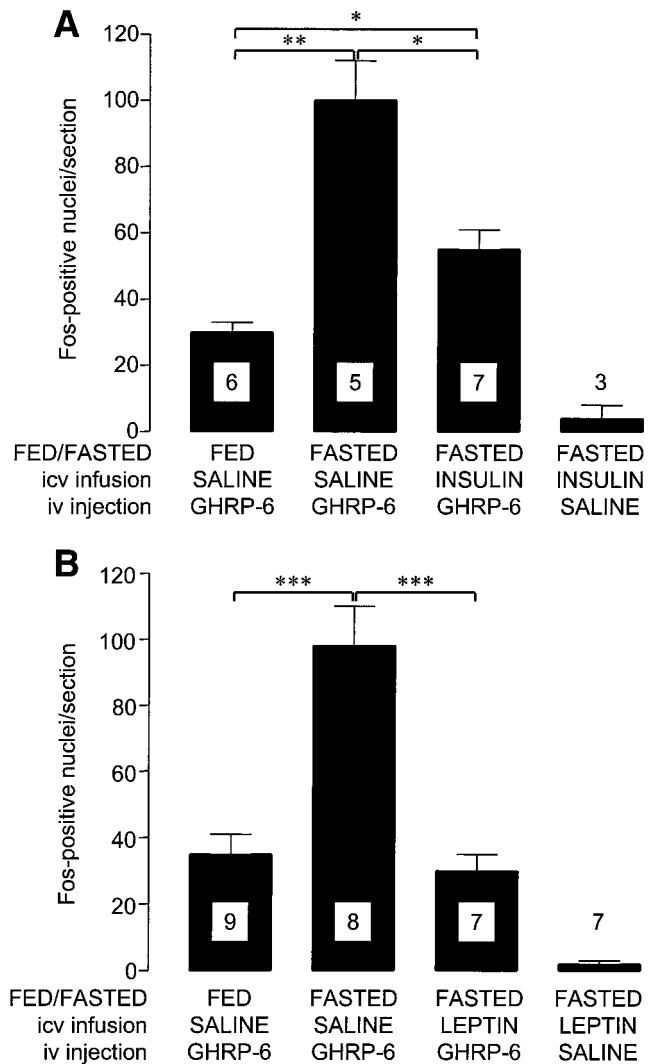 A
* 
** *
120
100
80
60
40
20
0
Fos-positive nuclei/section
6 5 7 3
FED/FASTED FED FASTED FASTED FASTED
icv infusion SALINE SALINE INSULIN INSULIN
iv injection GHRP-6 GHRP-6 GHRP-6 SALINE
B
*** ***
120
100
80
60
40
20
0
Fos-positive nuclei/section
9 8 7 7
FED/FASTED FED FASTED FASTED FASTED
icv infusion SALINE SALINE LEPTIN LEPTIN
iv injection GHRP-6 GHRP-6 GHRP-6 SALINE